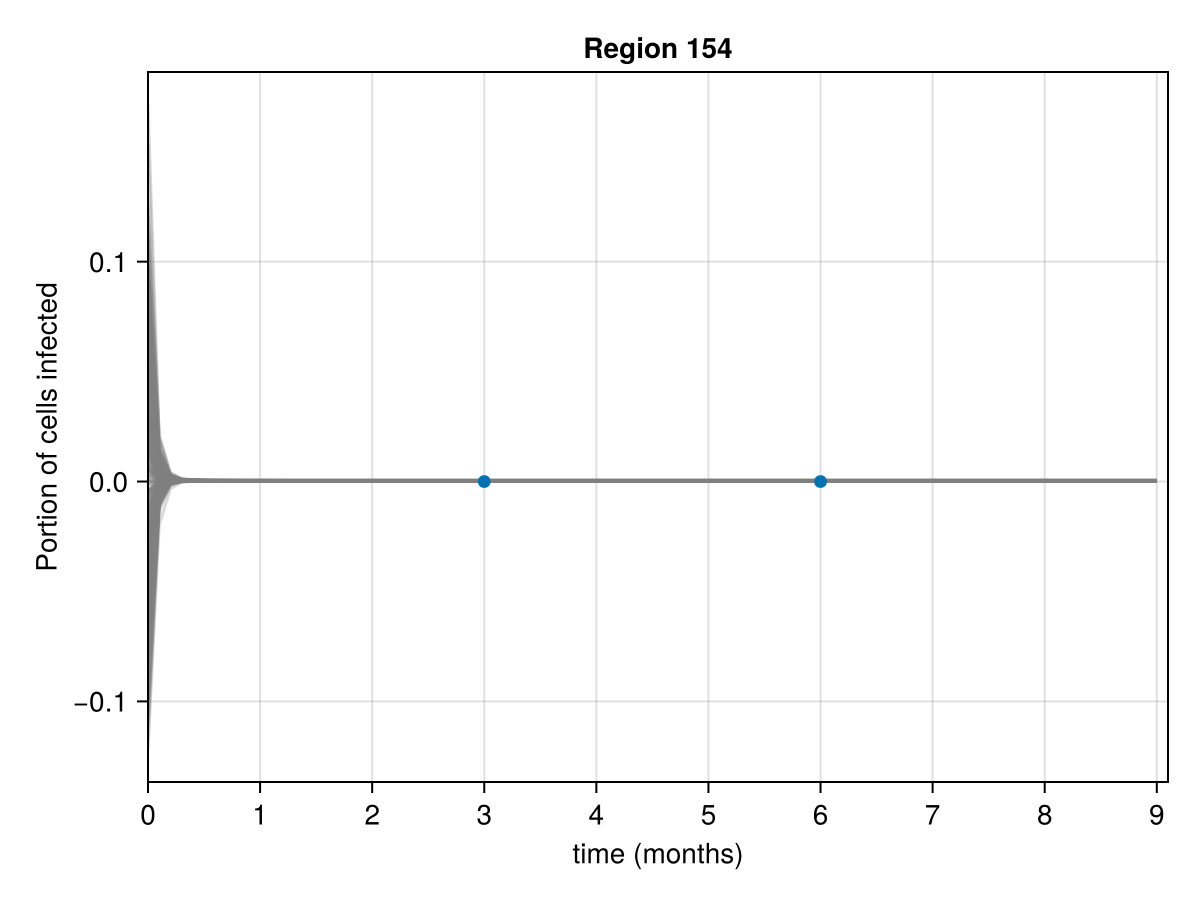 Region 154
Portion of cells infected
0.1
0.0
−0.1
0 1 2 3 4 5 6 7 8 9
time (months)